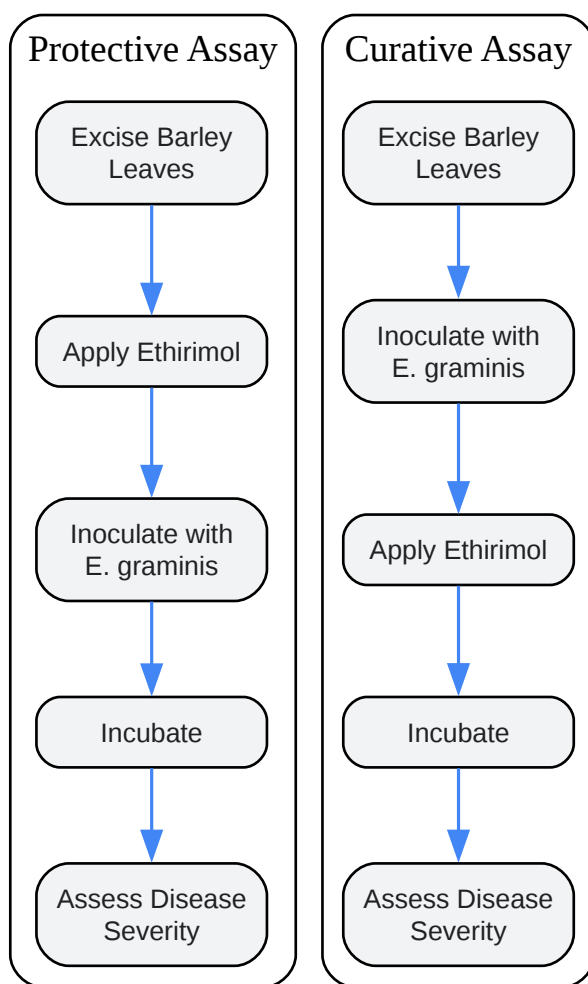 Protective Assay
Excise Barley
Leaves
Apply Ethirimol
Inoculate with
E. graminis
Incubate
Assess Disease
Severity
Curative Assay
Excise Barley
Leaves
Inoculate with
E. graminis
Apply Ethirimol
Incubate
Assess Disease
Severity